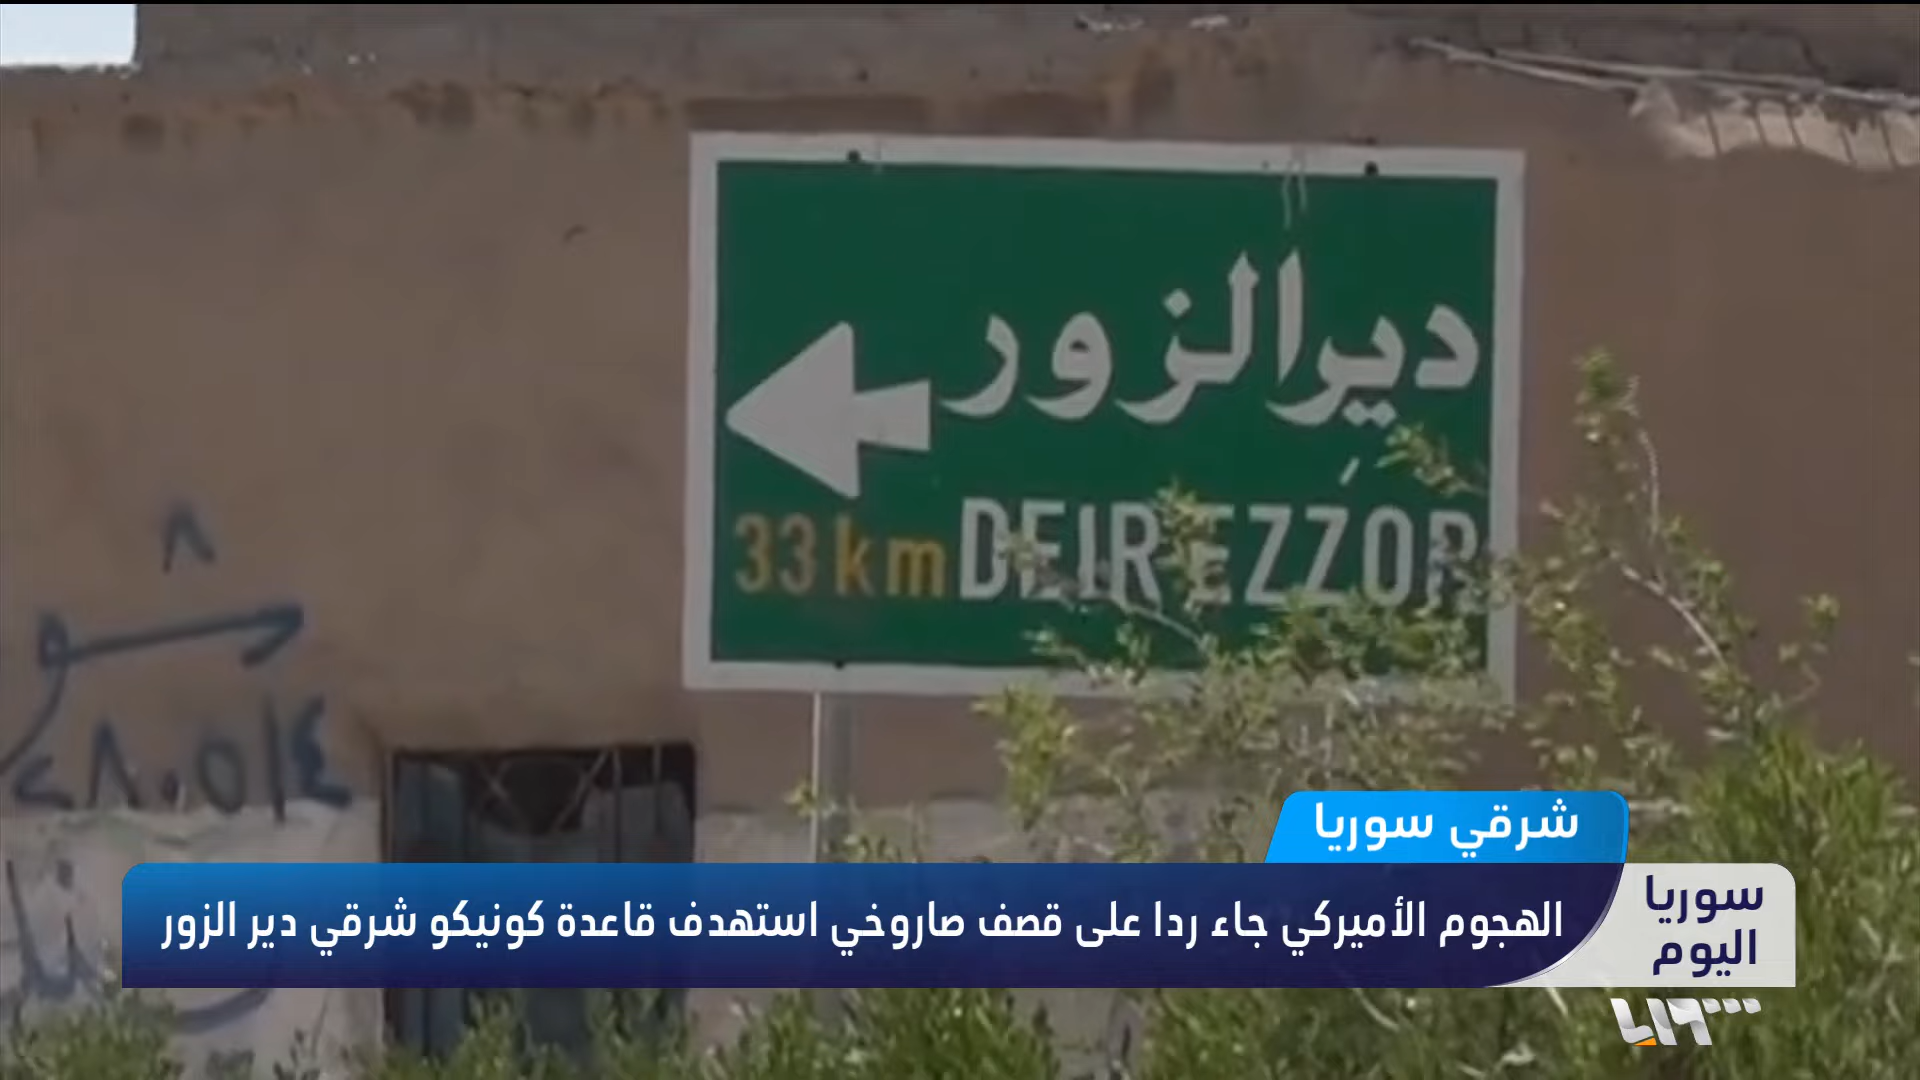 ديرالزور
33 km DEIR EZZOR
شرقي سوريا
الهجوم الأميركي جاء ردا على قصف صاروخي استهدف قاعدة كونيكو شرقي دير الزور
سوريا
اليوم